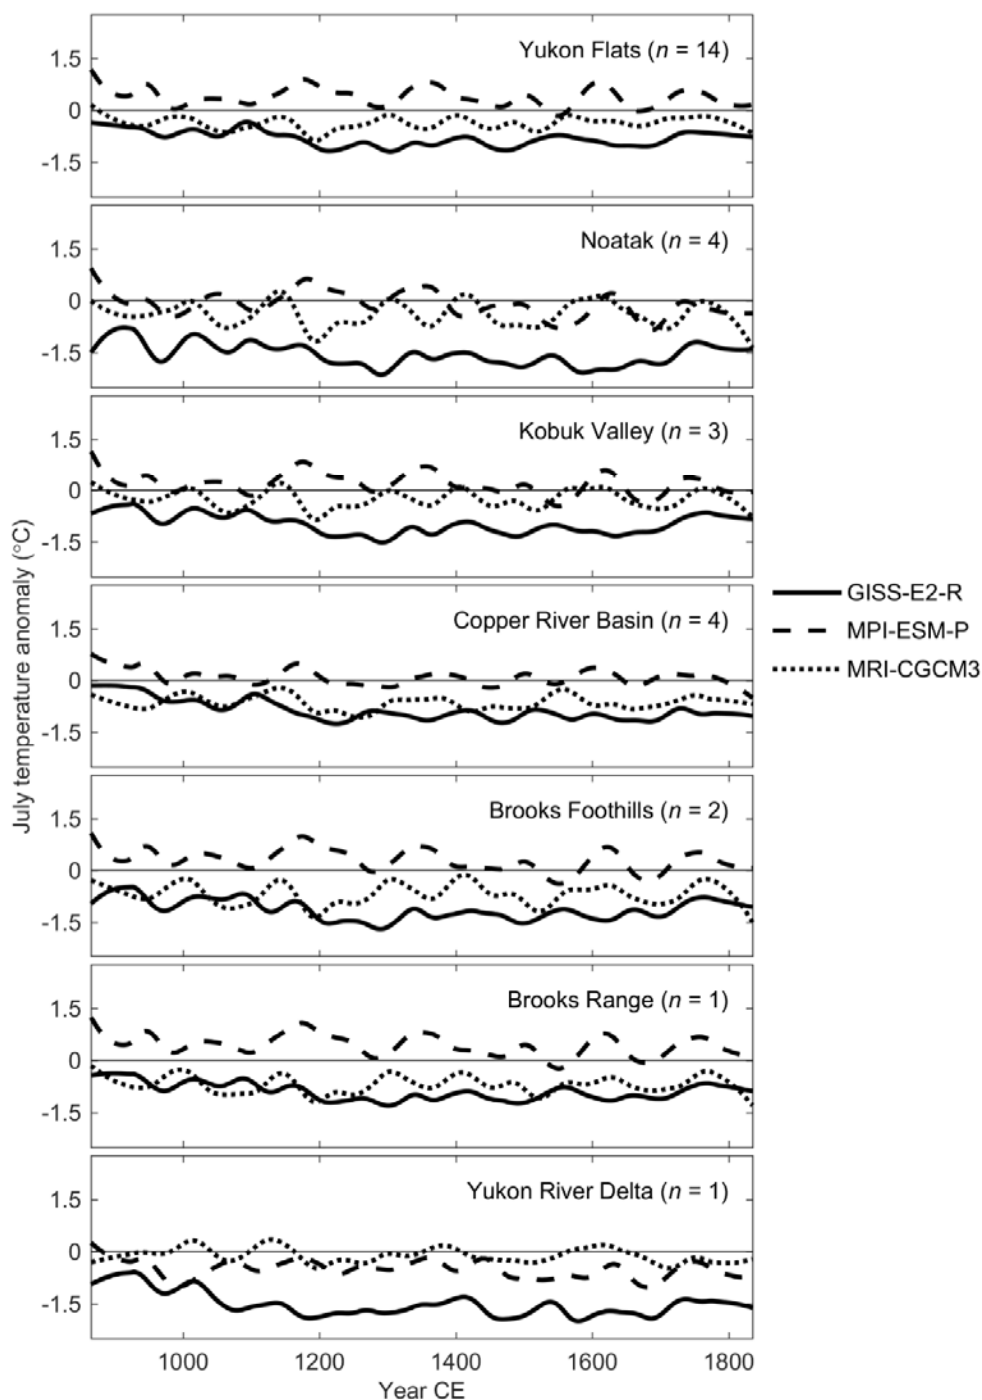 Yukon Flats (n = 14)
1.5
0
-1.5
Noatak (n = 4)
1.5
0
-1.5
Kobuk Valley (n = 3)
1.5
0
-1.5
Copper River Basin (n = 4)
1.5
0
-1.5
Brooks Foothills (n = 2)
1.5
0
-1.5
Brooks Range (n = 1)
1.5
0
-1.5
Yukon River Delta (n = 1)
1.5
0
-1.5
1000 1200 1400 1600 1800
Year CE
July temperature anomaly (°C)
GISS-E2-R
MPI-ESM-P
MRI-CGCM3